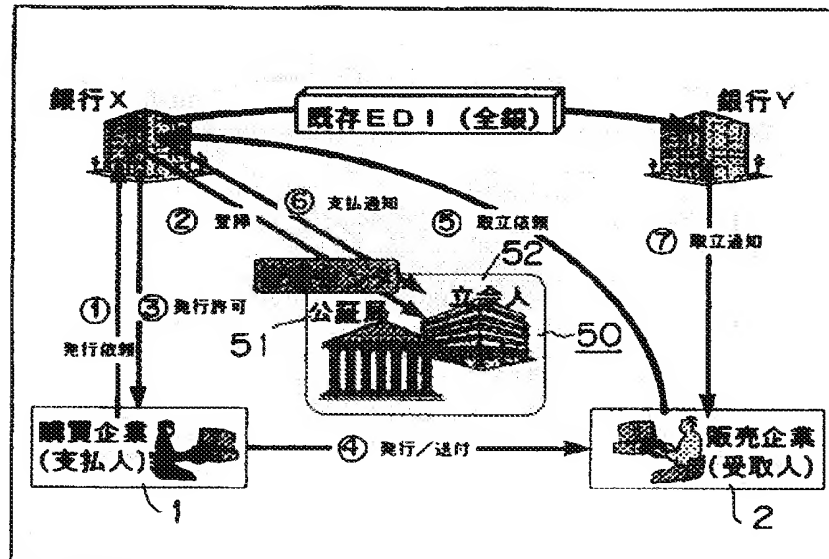 銀行X
既存EDI (全銀)
銀行Y
⑥ 支払通知
② 登録
⑤ 取立依頼
⑦ 取立通知
52
立会人
①
③ 発行許可
公証局
51
50
発行依頼
購買企業
(支払人)
④ 発行／送付
販売企業
(受取人)
1
2